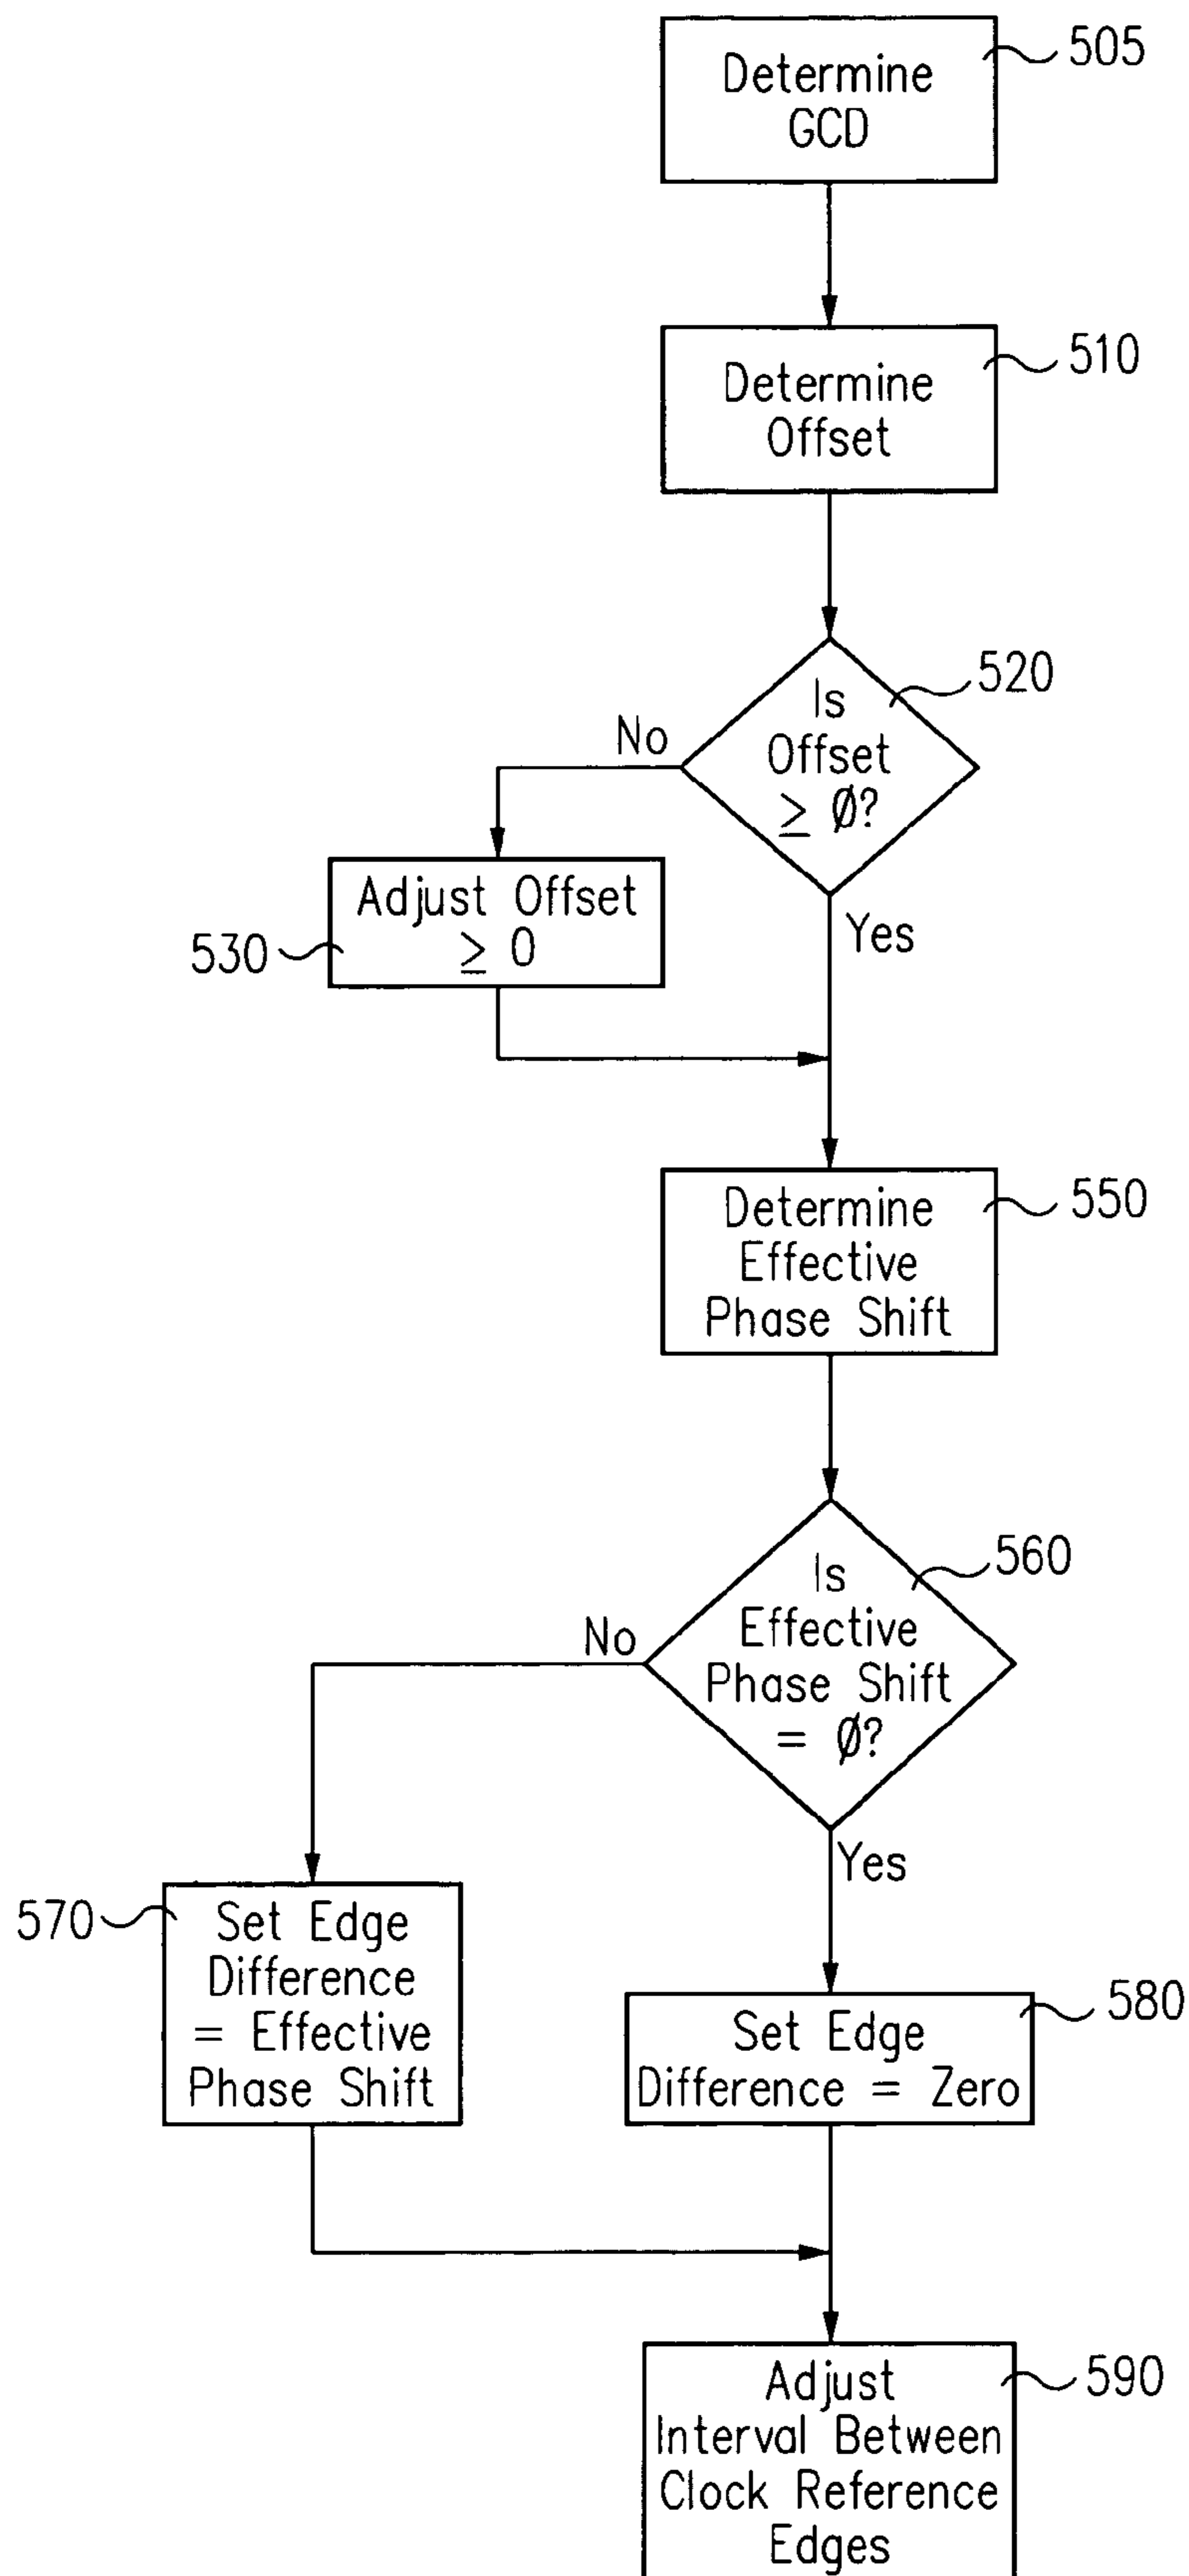 Determine
GCD
505
Determine
Offset
510
Is
Offset
≥ Ø?
520
No
Yes
Adjust Offset
≥ 0
530
Determine
Effective
Phase Shift
550
Is
Effective
Phase Shift
= Ø?
560
No
Yes
Set Edge
Difference
= Effective
Phase Shift
570
Set Edge
Difference = Zero
580
Adjust
Interval Between
Clock Reference
Edges
590